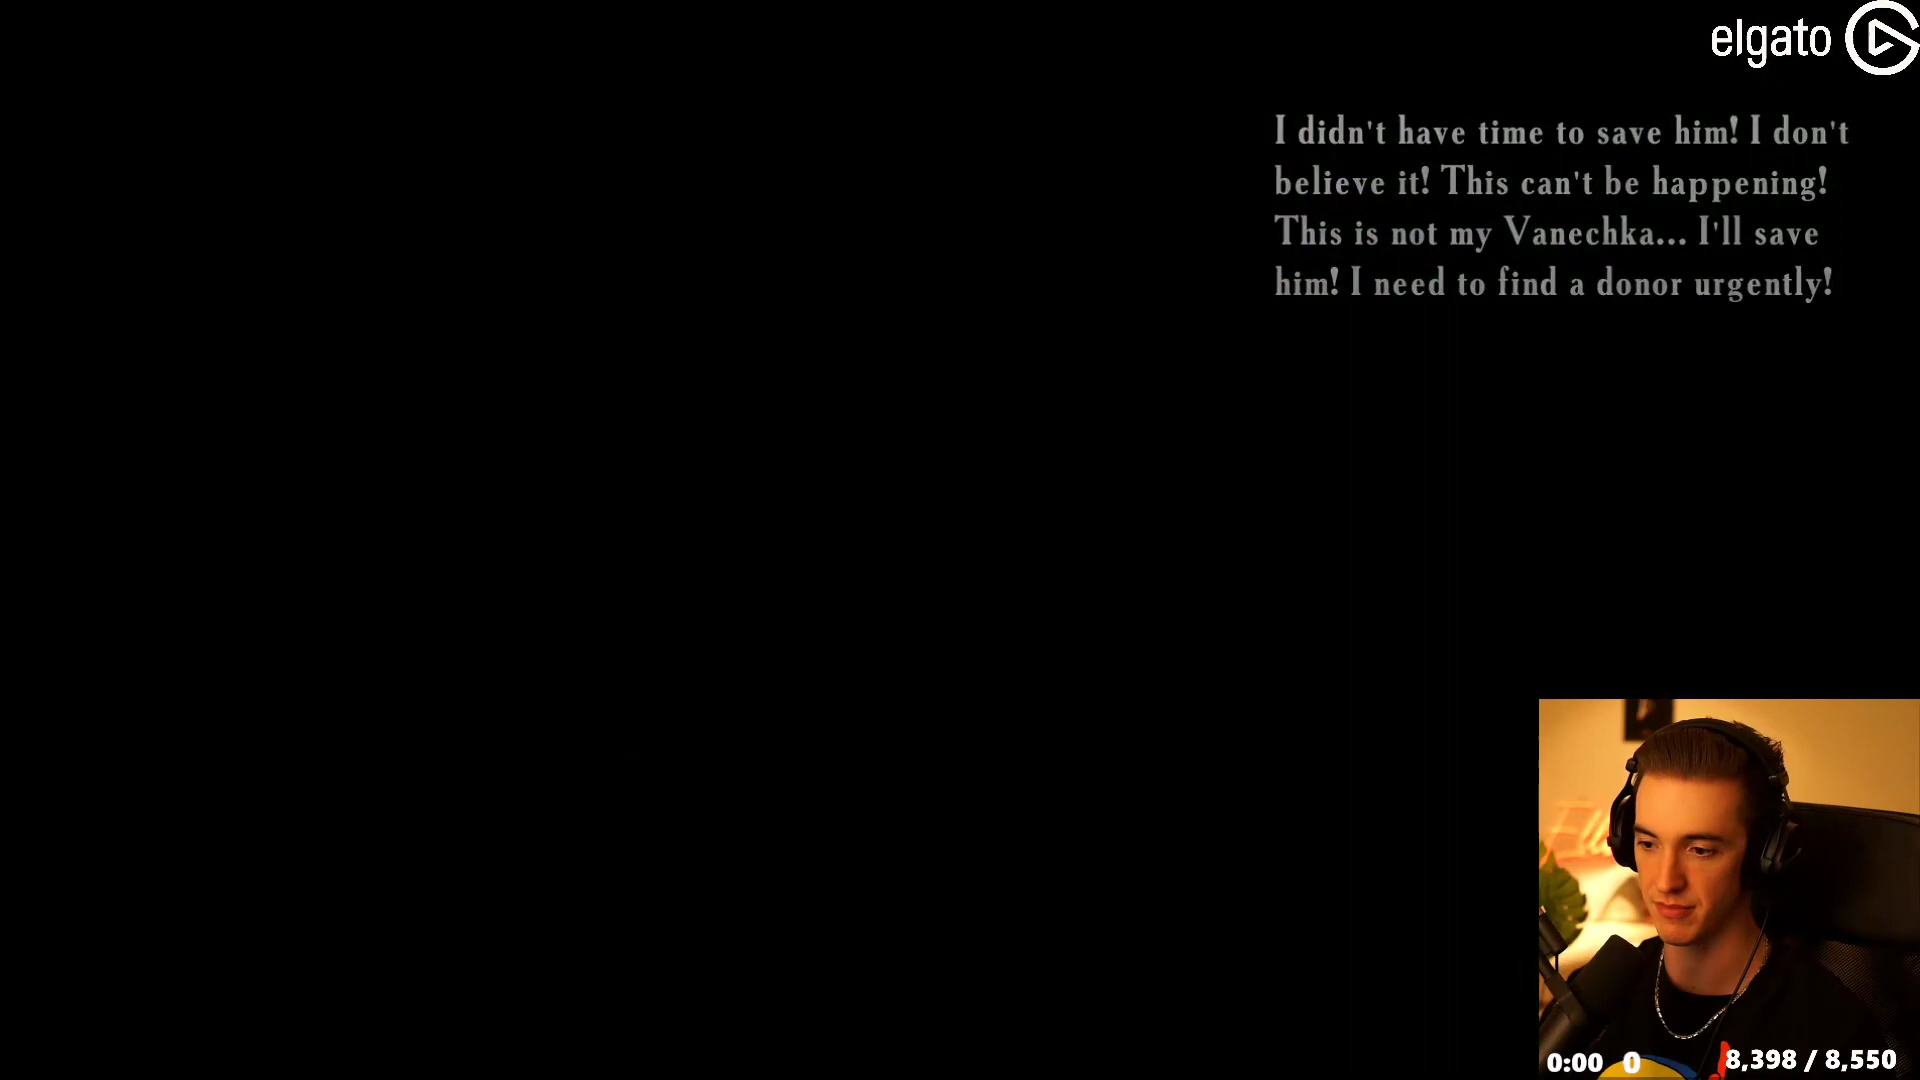 elgato
I didn't have time to save him! I don't
believe it! This can't be happening!
This is not my Vanechka... I'll save
him! I need to find a donor urgently!
0:00 0 8,398 / 8,550